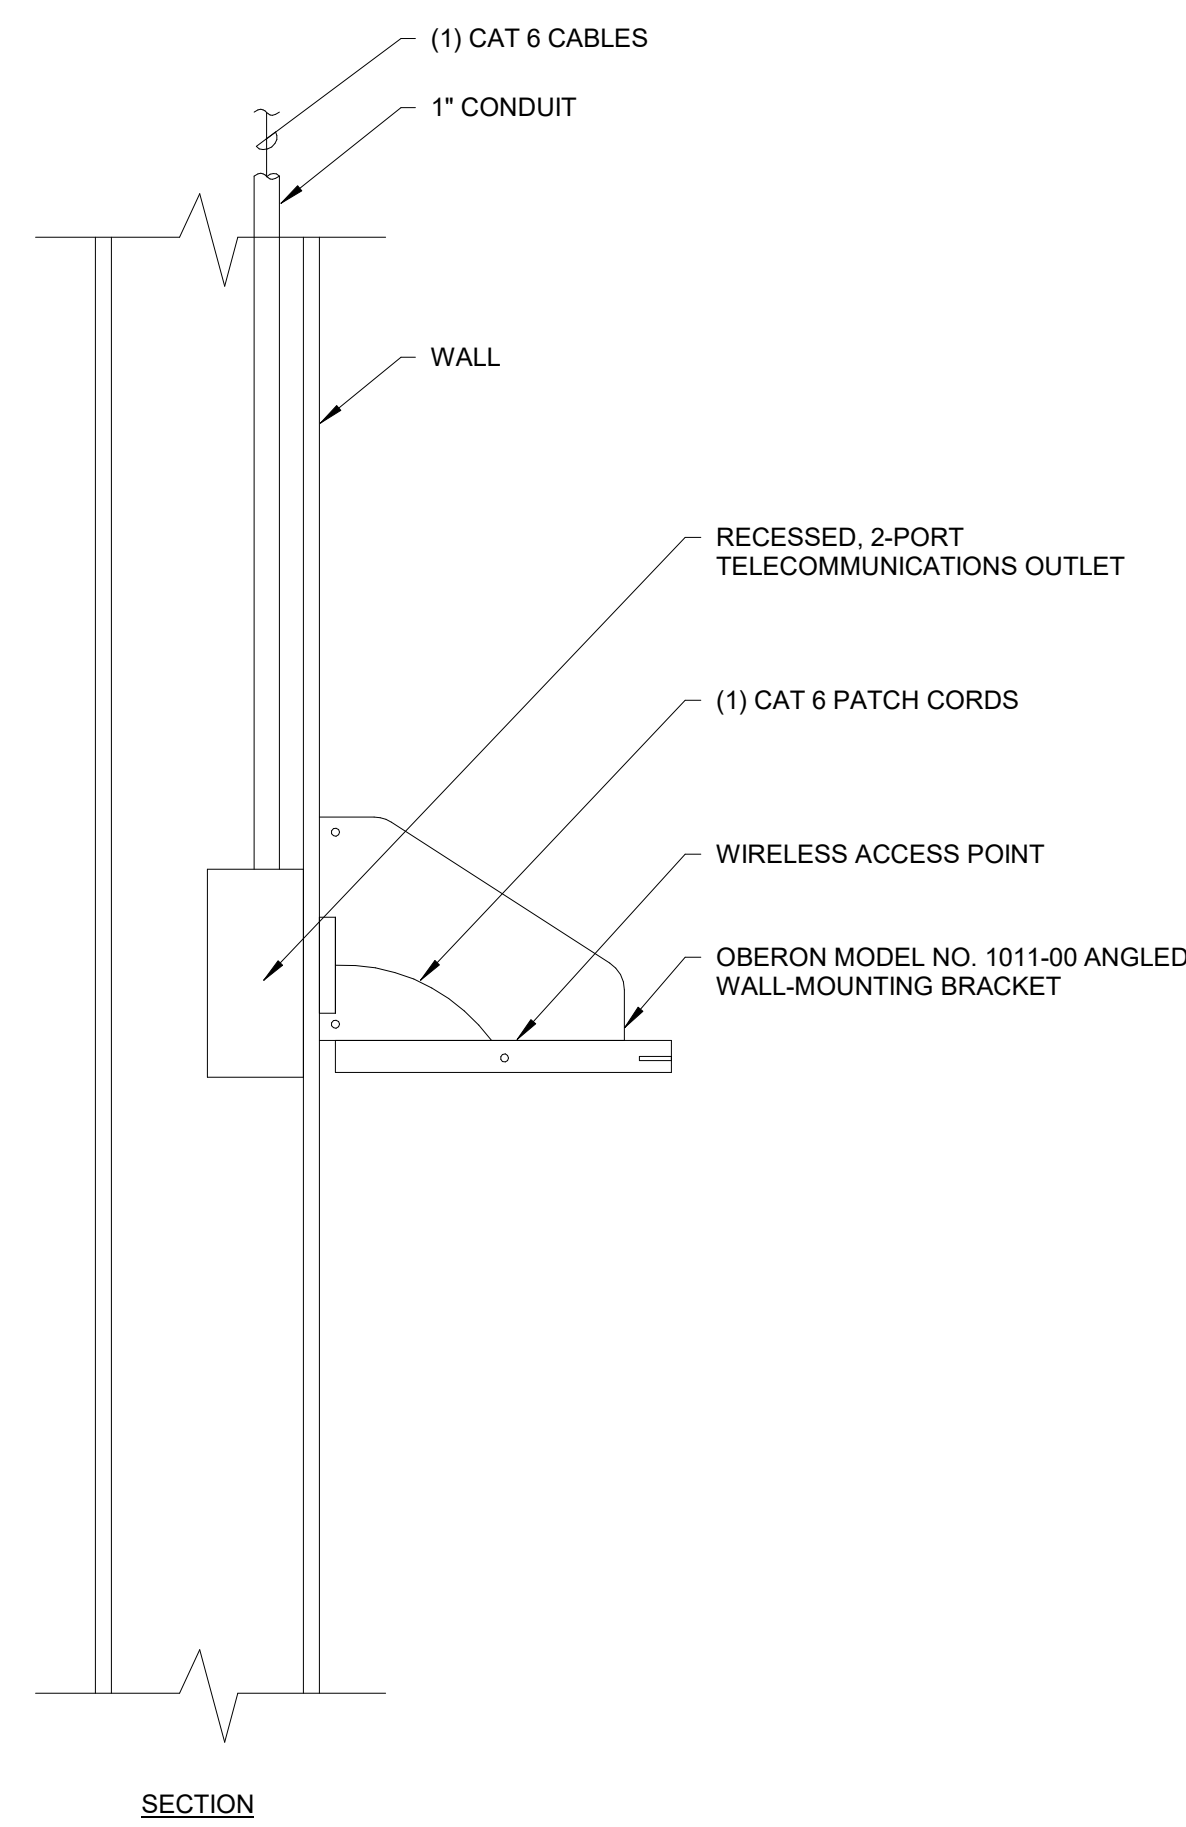 (1) CAT 6 CABLES
1" CONDUIT
WALL
RECESSED, 2-PORT
TELECOMMUNICATIONS OUTLET
(1) CAT 6 PATCH CORDS
WIRELESS ACCESS POINT
OBERON MODEL NO. 1011-00 ANGLED
WALL-MOUNTING BRACKET
SECTION